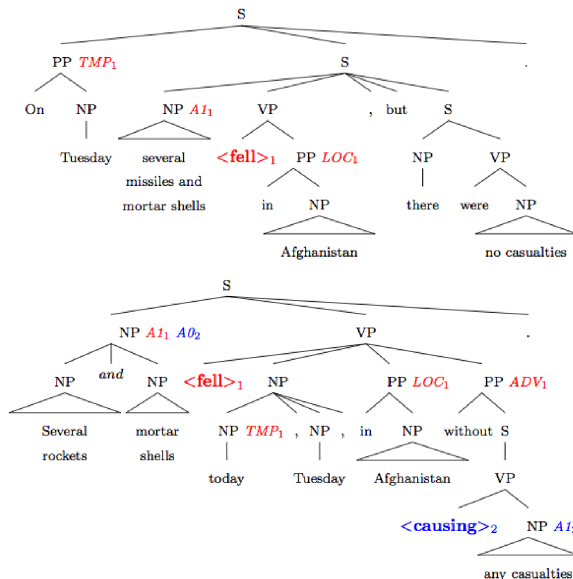 S
PP TMP1 S .
On NP NP A11 VP , but S
Tuesday several <fell>1 PP LOC1 NP VP
missiles and
mortar shells in NP there were NP
Afghanistan no casualties
S
NP A11 A02 VP .
NP and NP <fell>1 NP PP LOC1 PP ADV1
Several mortar NP TMP1 , NP , in NP without S
rockets shells today Tuesday Afghanistan VP
<causing>2 NP A12
any casualties